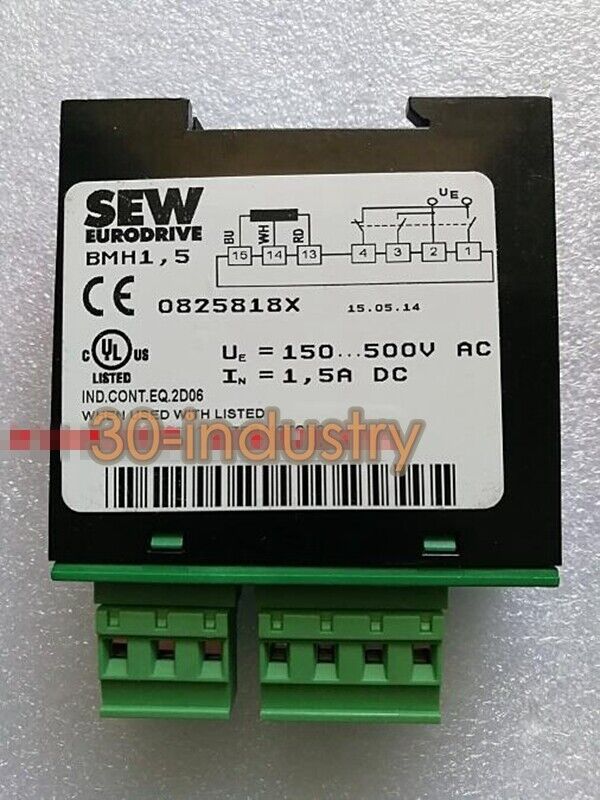 SEW
EURODRIVE
BMH1,5
UE
BU WH RD
15 14 13 4 3 2 1
CE 0825818X 15.05.14
C UL US
LISTED
UE = 150...500V AC
IN = 1,5A DC
IND.CONT.EQ.2D06
WHEN USED WITH LISTED
30-industry